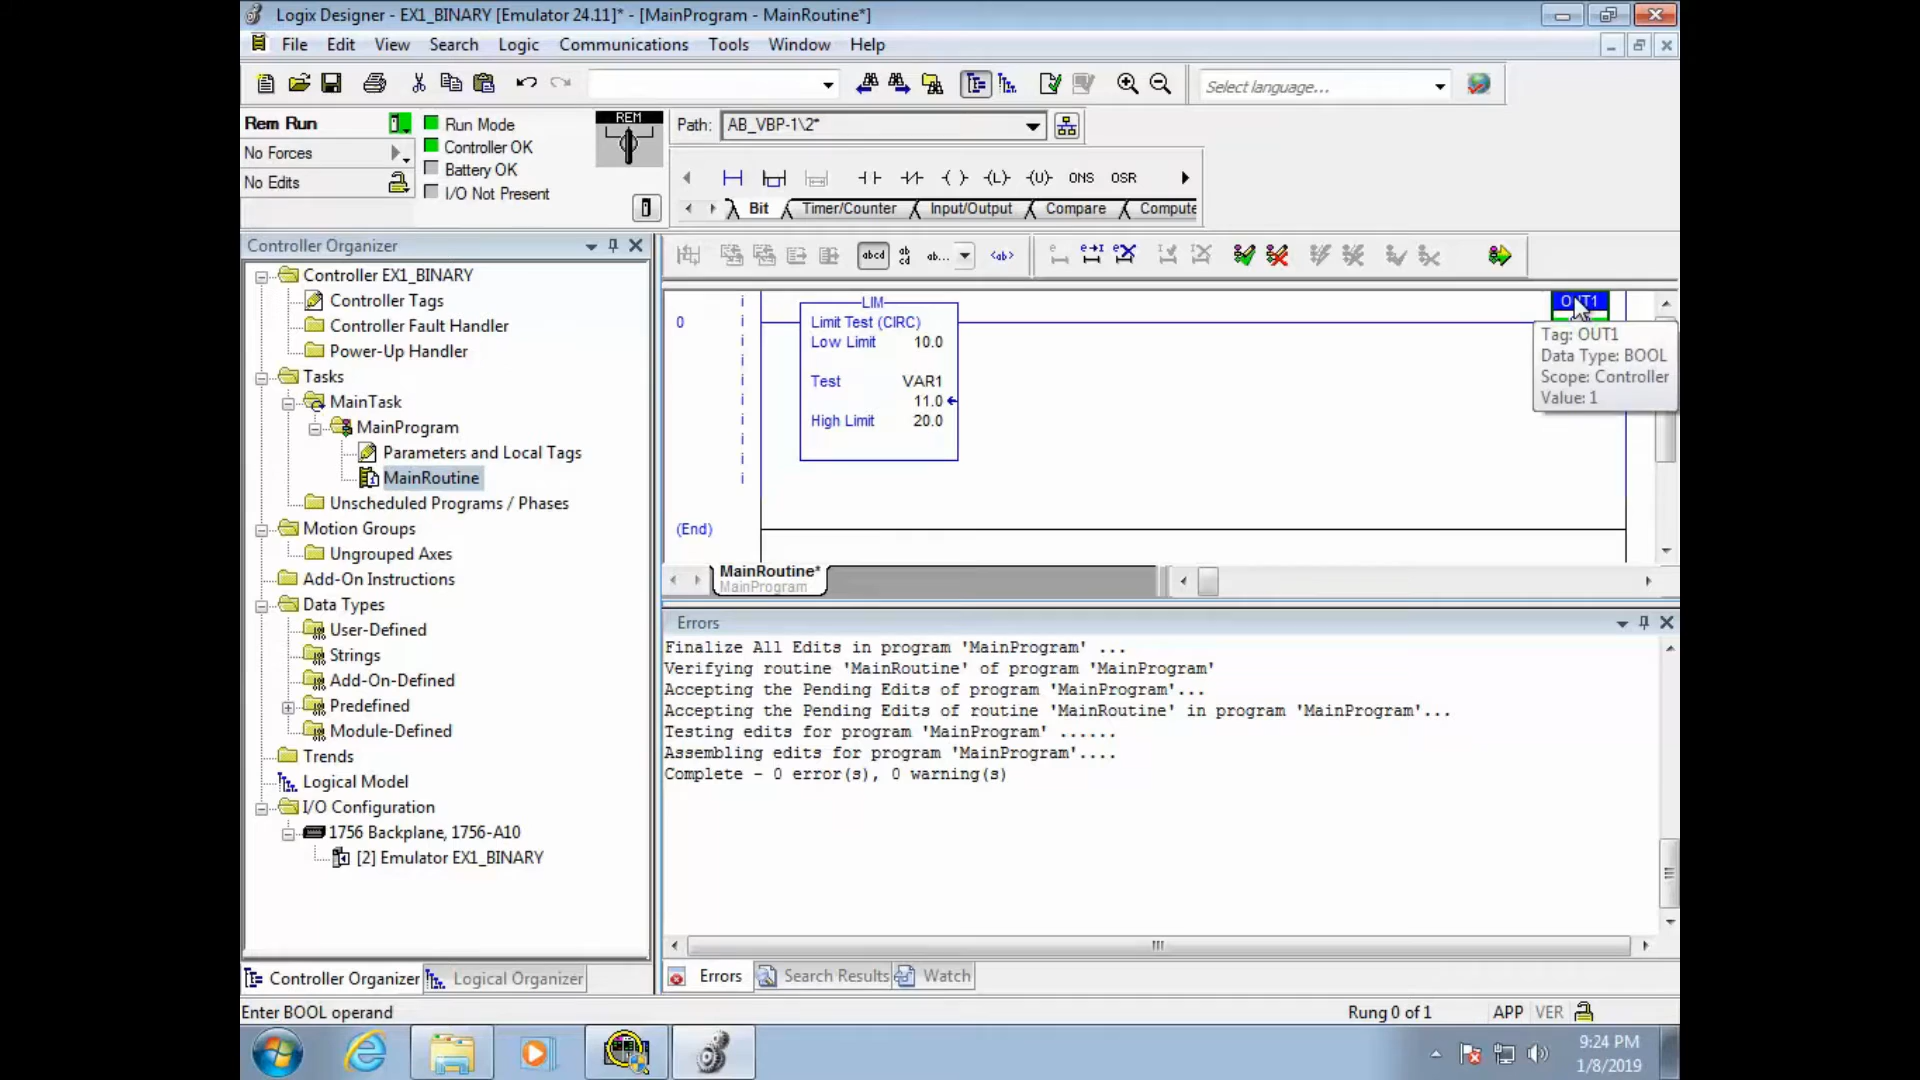 Logix Designer - EX1_BINARY [Emulator 24.11]* - [MainProgram - MainRoutine*]
File Edit View Search Logic Communications Tools Window Help
Select language...
Rem Run
No Forces
No Edits
Run Mode
Controller OK
Battery OK
I/O Not Present
REM
Path: AB_VBP-1\2*
ONS OSR
Bit Timer/Counter Input/Output Compare Compute
Controller Organizer
Controller EX1_BINARY
Controller Tags
Controller Fault Handler
Power-Up Handler
Tasks
MainTask
MainProgram
Parameters and Local Tags
MainRoutine
Unscheduled Programs / Phases
Motion Groups
Ungrouped Axes
Add-On Instructions
Data Types
User-Defined
Strings
Add-On-Defined
Predefined
Module-Defined
Trends
Logical Model
I/O Configuration
1756 Backplane, 1756-A10
[2] Emulator EX1_BINARY
Controller Organizer Logical Organizer
abcd ab cd ab... <ab>
0
LIM
Limit Test (CIRC)
Low Limit 10.0
Test VAR1
11.0
High Limit 20.0
OUT1
Tag: OUT1
Data Type: BOOL
Scope: Controller
Value: 1
(End)
MainRoutine*
MainProgram
Errors
Finalize All Edits in program 'MainProgram' ...
Verifying routine 'MainRoutine' of program 'MainProgram'
Accepting the Pending Edits of program 'MainProgram'...
Accepting the Pending Edits of routine 'MainRoutine' in program 'MainProgram'...
Testing edits for program 'MainProgram' ......
Assembling edits for program 'MainProgram'....
Complete - 0 error(s), 0 warning(s)
Errors Search Results Watch
Enter BOOL operand
Rung 0 of 1 APP VER
9:24 PM
1/8/2019